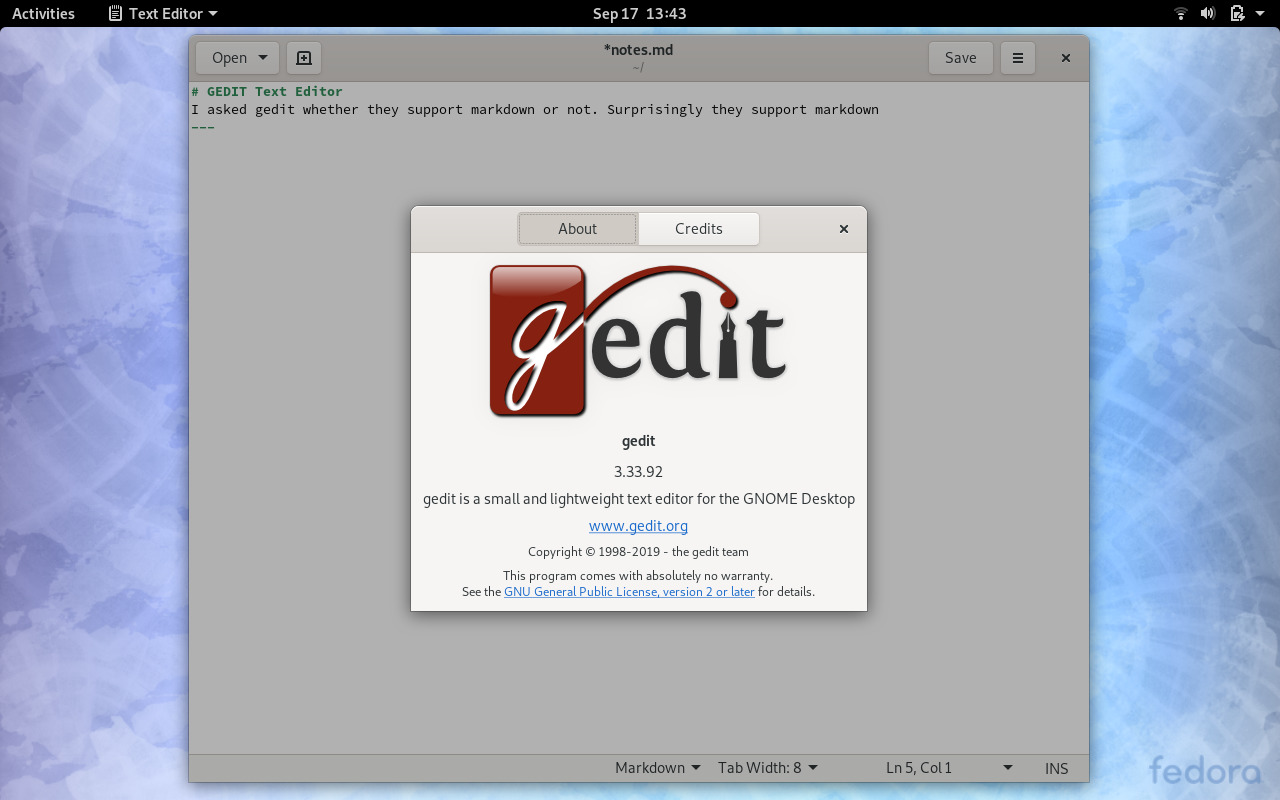 Activities Text Editor Sep 17 13:43
Open *notes.md Save
~/
# GEDIT Text Editor
I asked gedit whether they support markdown or not. Surprisingly they support markdown
---
About Credits
gedit
gedit
3.33.92
gedit is a small and lightweight text editor for the GNOME Desktop
www.gedit.org
Copyright © 1998-2019 - the gedit team
This program comes with absolutely no warranty.
See the GNU General Public License, version 2 or later for details.
Markdown Tab Width: 8 Ln 5, Col 1 INS
fedora